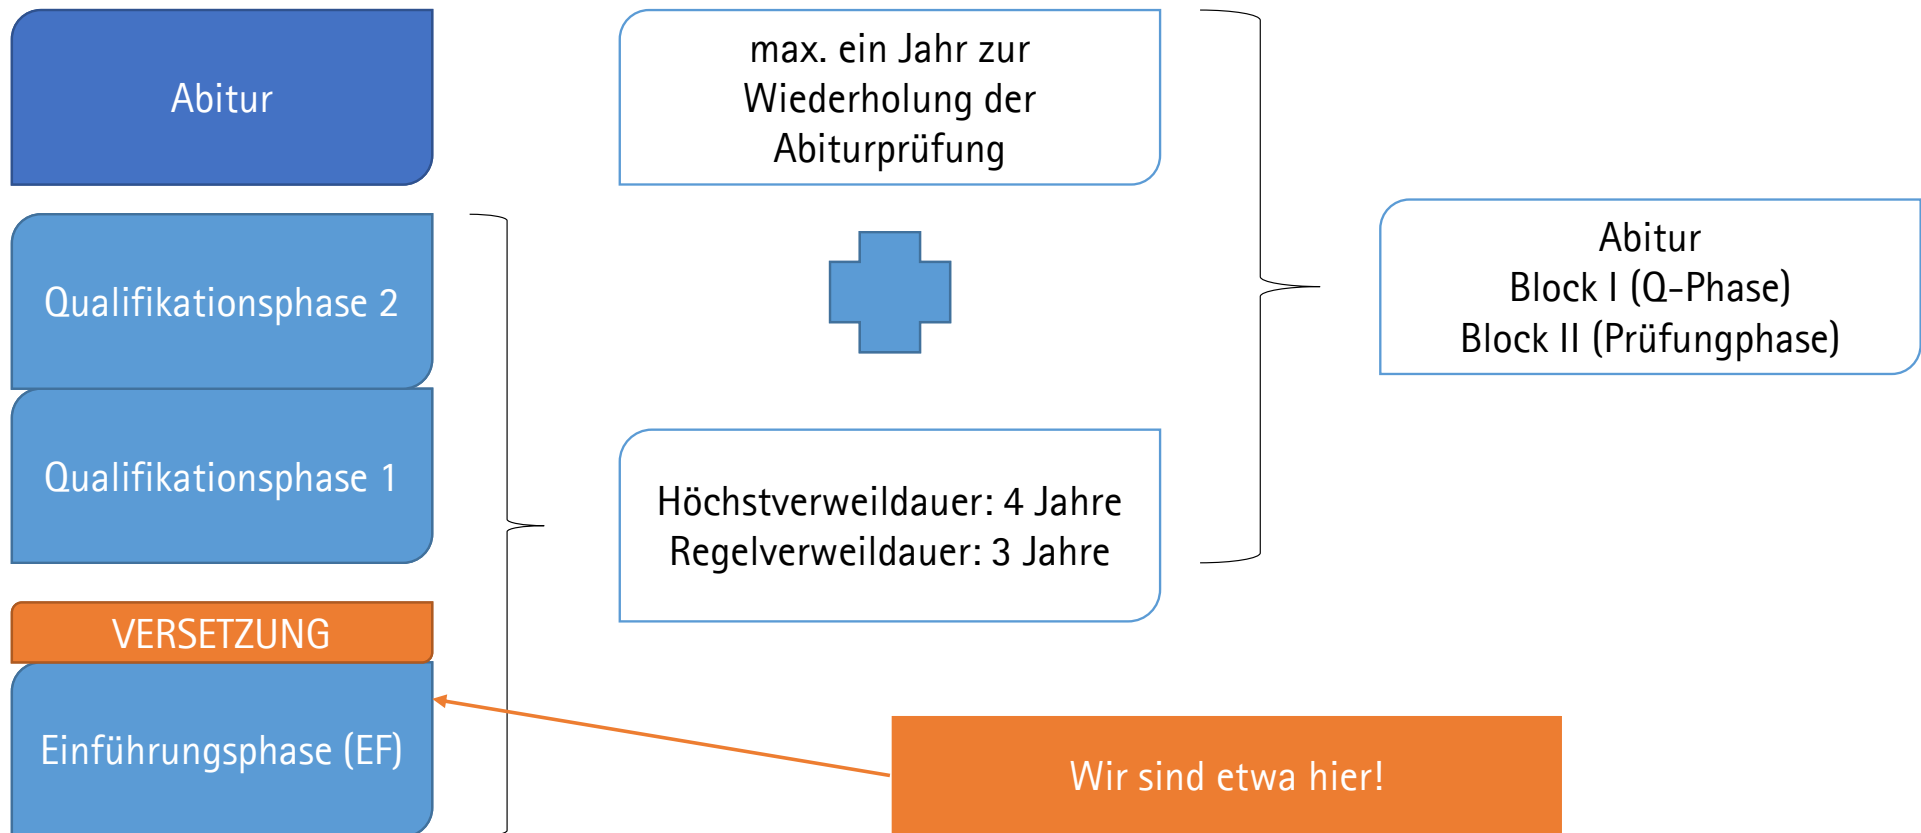 Abitur
max. ein Jahr zur
Wiederholung der
Abiturprüfung
Qualifikationsphase 2
Abitur
Block I (Q-Phase)
Block II (Prüfungphase)
Qualifikationsphase 1
Höchstverweildauer: 4 Jahre
Regelverweildauer: 3 Jahre
VERSETZUNG
Einführungsphase (EF)
Wir sind etwa hier!